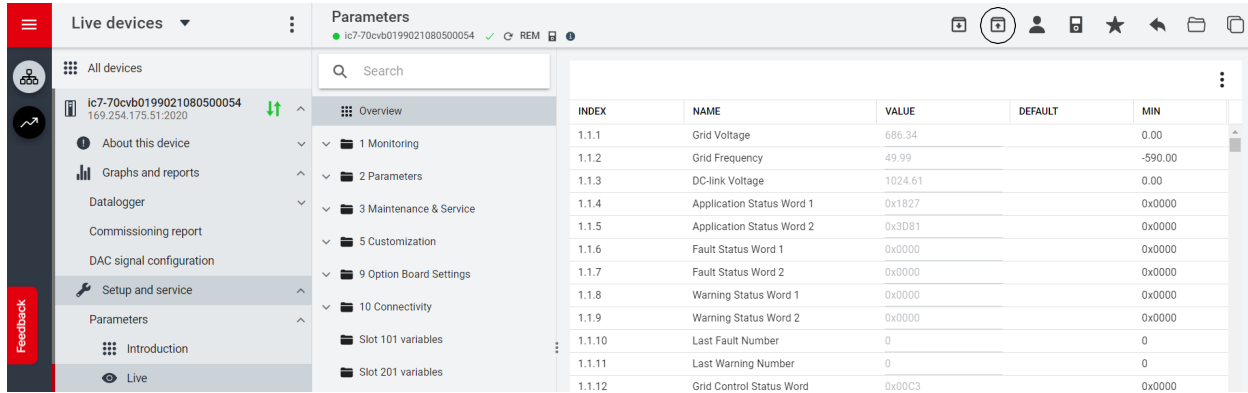 Live devices
Parameters
ic7-70cvb0199021080500054 REM
All devices
Search
ic7-70cvb0199021080500054
169.254.175.51:2020
About this device
Graphs and reports
Datalogger
Commissioning report
DAC signal configuration
Setup and service
Parameters
Introduction
Live
Feedback
Overview
1 Monitoring
2 Parameters
3 Maintenance & Service
5 Customization
9 Option Board Settings
10 Connectivity
Slot 101 variables
Slot 201 variables
INDEX NAME VALUE DEFAULT MIN
1.1.1 Grid Voltage 686.34 0.00
1.1.2 Grid Frequency 49.99 -590.00
1.1.3 DC-link Voltage 1024.61 0.00
1.1.4 Application Status Word 1 0x1827 0x0000
1.1.5 Application Status Word 2 0x3D81 0x0000
1.1.6 Fault Status Word 1 0x0000 0x0000
1.1.7 Fault Status Word 2 0x0000 0x0000
1.1.8 Warning Status Word 1 0x0000 0x0000
1.1.9 Warning Status Word 2 0x0000 0x0000
1.1.10 Last Fault Number 0 0
1.1.11 Last Warning Number 0 0
1.1.12 Grid Control Status Word 0x00C3 0x0000